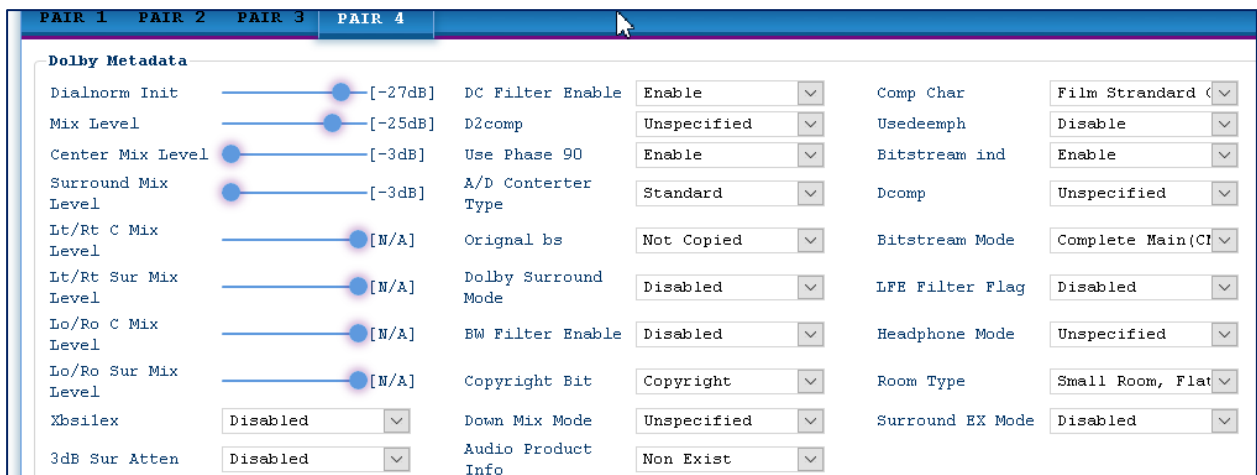 PAIR 1 PAIR 2 PAIR 3 PAIR 4
Dolby Metadata
Dialnorm Init [-27dB] DC Filter Enable Enable Comp Char Film Strandard (
Mix Level [-25dB] D2comp Unspecified Usedeemph Disable
Center Mix Level [-3dB] Use Phase 90 Enable Bitstream ind Enable
Surround Mix Level [-3dB] A/D Conterter Type Standard Dcomp Unspecified
Lt/Rt C Mix Level [N/A] Orignal bs Not Copied Bitstream Mode Complete Main(CM
Lt/Rt Sur Mix Level [N/A] Dolby Surround Mode Disabled LFE Filter Flag Disabled
Lo/Ro C Mix Level [N/A] BW Filter Enable Disabled Headphone Mode Unspecified
Lo/Ro Sur Mix Level [N/A] Copyright Bit Copyright Room Type Small Room, Flat
Xbsilex Disabled Down Mix Mode Unspecified Surround EX Mode Disabled
3dB Sur Atten Disabled Audio Product Info Non Exist